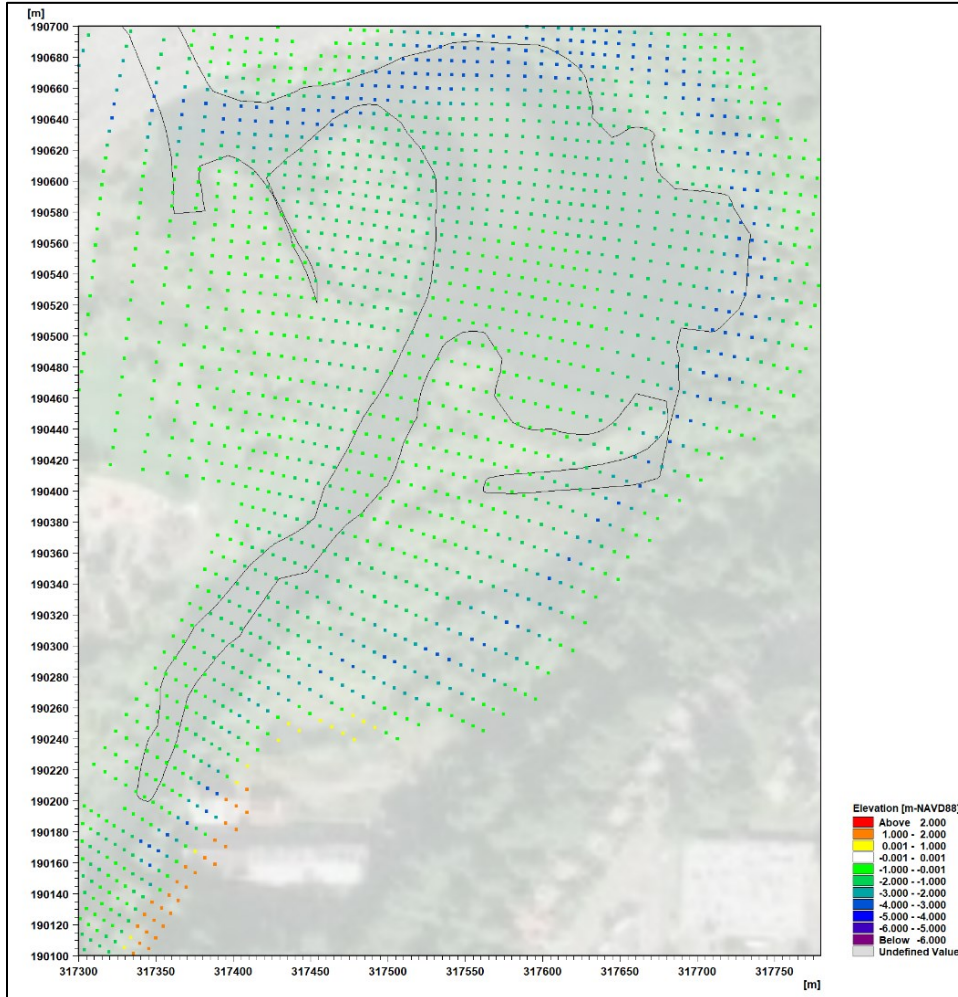 [m]
190700
190680
190660
190640
190620
190600
190580
190560
190540
190520
190500
190480
190460
190440
190420
190400
190380
190360
190340
190320
190300
190280
190260
190240
190220
190200
190180
190160
190140
190120
190100
317300 317350 317400 317450 317500 317550 317600 317650 317700 317750
[m]
Elevation [m-NAVD88]
Above 2.000
1.000 - 2.000
0.001 - 1.000
-0.001 - 0.001
-1.000 - -0.001
-2.000 - -1.000
-3.000 - -2.000
-4.000 - -3.000
-5.000 - -4.000
-6.000 - -5.000
Below -6.000
Undefined Value